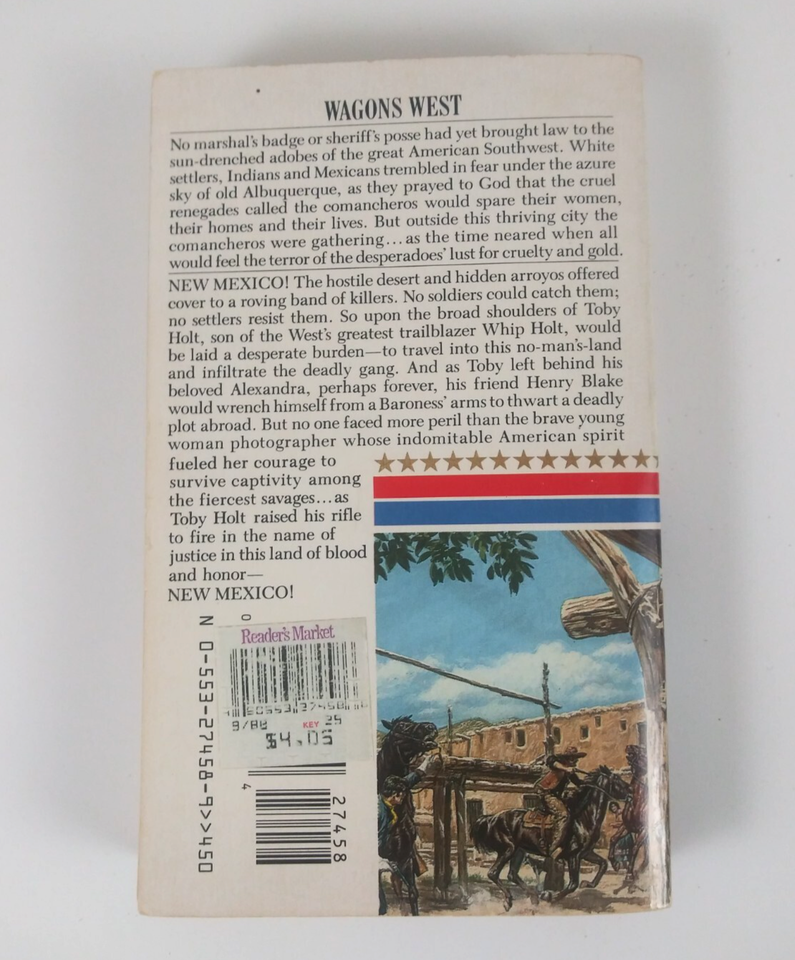 WAGONS WEST
No marshal's badge or sheriff's posse had yet brought law to the
sun-drenched adobes of the great American Southwest. White
settlers, Indians and Mexicans trembled in fear under the azure
sky of old Albuquerque, as they prayed to God that the cruel
renegades called the comancheros would spare their women,
their homes and their lives. But outside this thriving city the
comancheros were gathering...as the time neared when all
would feel the terror of the desperadoes' lust for cruelty and gold.
NEW MEXICO! The hostile desert and hidden arroyos offered
cover to a roving band of killers. No soldiers could catch them;
no settlers resist them. So upon the broad shoulders of Toby
Holt, son of the West's greatest trailblazer Whip Holt, would
be laid a desperate burden—to travel into this no-man's-land
and infiltrate the deadly gang. And as Toby left behind his
beloved Alexandra, perhaps forever, his friend Henry Blake
would wrench himself from a Baroness' arms to thwart a deadly
plot abroad. But no one faced more peril than the brave young
woman photographer whose indomitable American spirit
fueled her courage to
survive captivity among
the fiercest savages...as
Toby Holt raised his rifle
to fire in the name of
justice in this land of blood
and honor—
NEW MEXICO!
0
Reader's Market
9/88 KEY 25
$4.05
N 0-553-27458-9>>450
4
27458